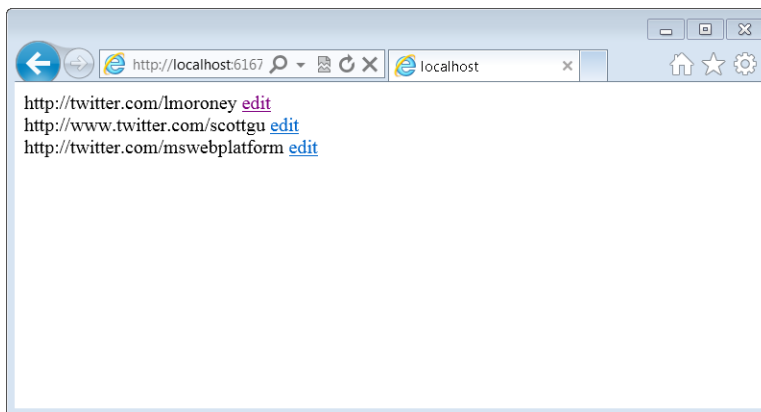 http://localhost:6167
localhost
http://twitter.com/lmoroney edit
http://www.twitter.com/scottgu edit
http://twitter.com/mswebplatform edit